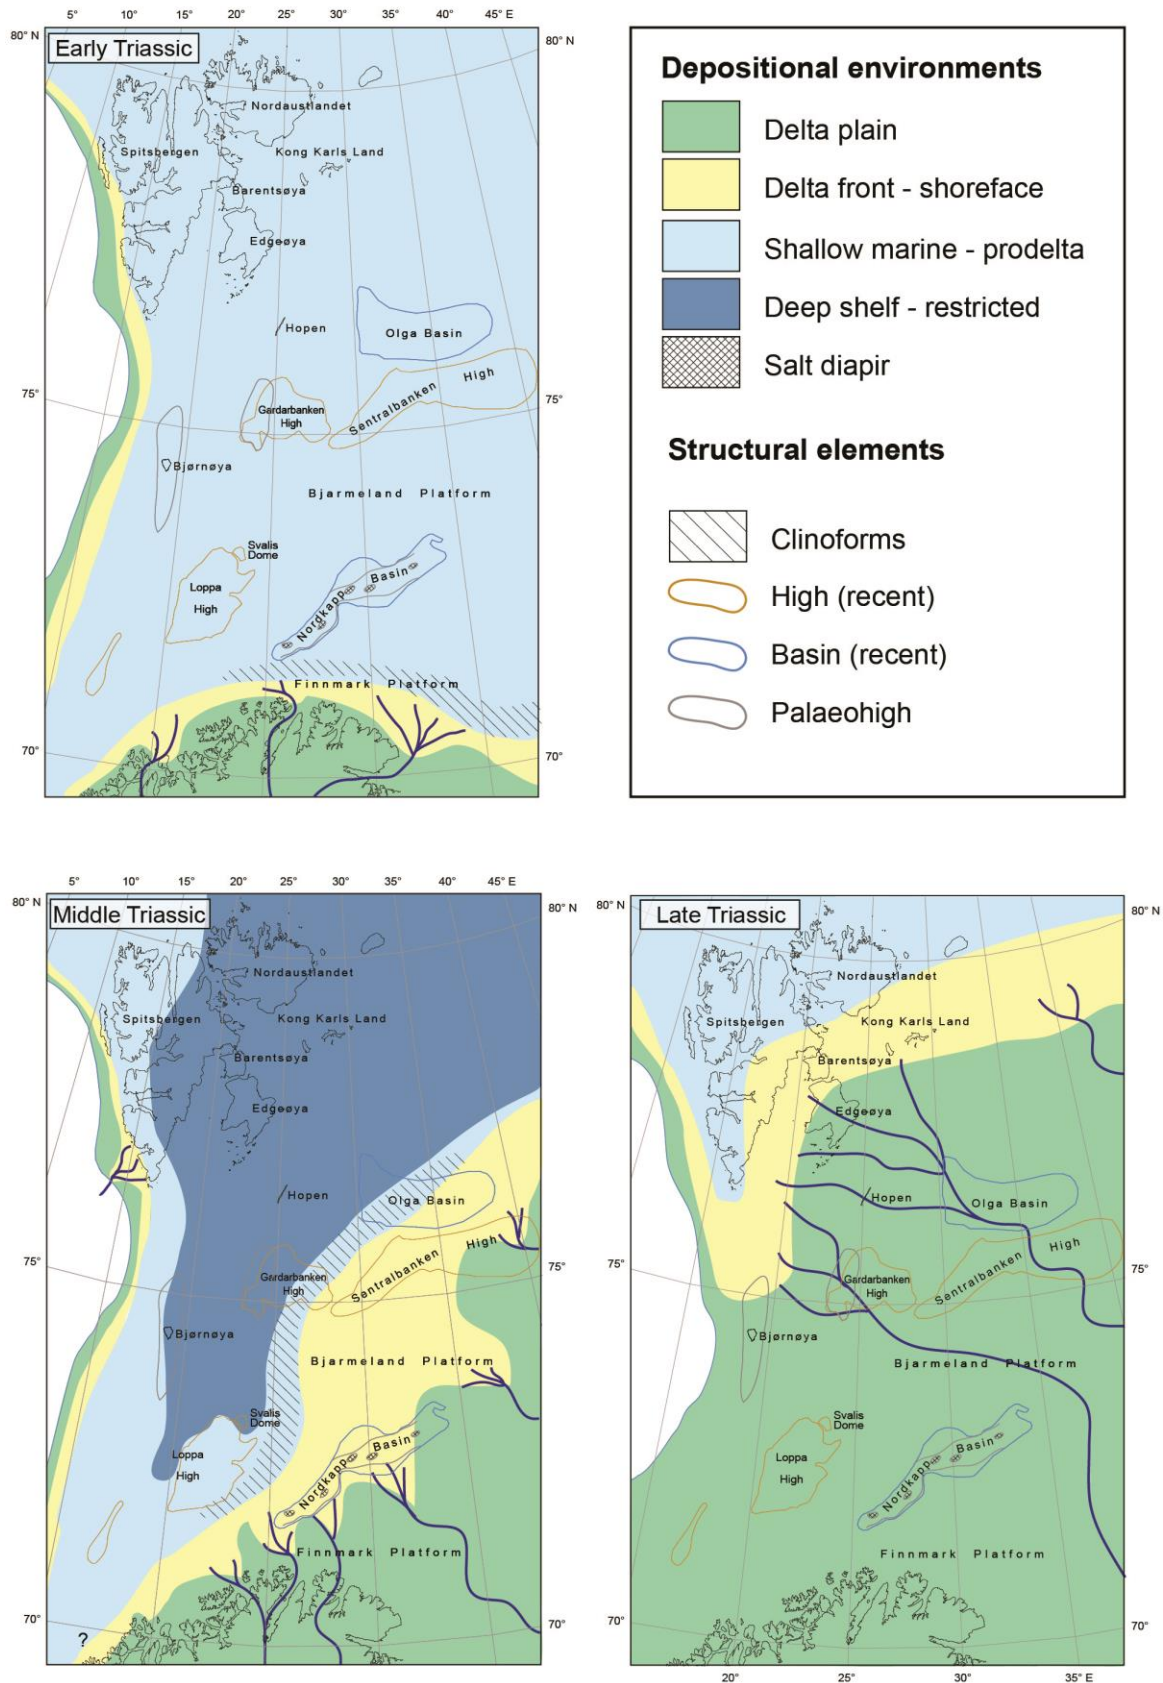 5° 10° 15° 20° 25° 30° 35° 40° 45° E
80° N
80° N
Early Triassic
Nordaustlandet
Spitsbergen
Kong Karls Land
Barentsøya
Edgeøya
Hopen
Olga Basin
75°
75°
Sentralbanken High
Gardarbanken
High
Bjørnøya
Bjarmeland Platform
Svalis
Dome
Loppa
High
Nordkapp Basin
Finnmark Platform
70°
70°
Depositional environments
Delta plain
Delta front - shoreface
Shallow marine - prodelta
Deep shelf - restricted
Salt diapir
Structural elements
Clinoforms
High (recent)
Basin (recent)
Palaeohigh
5° 10° 15° 20° 25° 30° 35° 40° 45° E
80° N
80° N
Middle Triassic
Nordaustlandet
Spitsbergen
Kong Karls Land
Barentsøya
Edgeøya
Hopen
Olga Basin
75°
75°
Sentralbanken High
Gardarbanken
High
Bjørnøya
Bjarmeland Platform
Svalis
Dome
Loppa
High
Nordkapp Basin
Finnmark Platform
70°
70°
?
80° N
80° N
Late Triassic
Nordaustlandet
Spitsbergen
Kong Karls Land
Barentsøya
Edgeøya
Hopen
Olga Basin
75°
75°
Sentralbanken High
Gardarbanken
High
Bjørnøya
Bjarmeland Platform
Svalis
Dome
Loppa
High
Nordkapp Basin
Finnmark Platform
70°
70°
20° 25° 30° 35° E